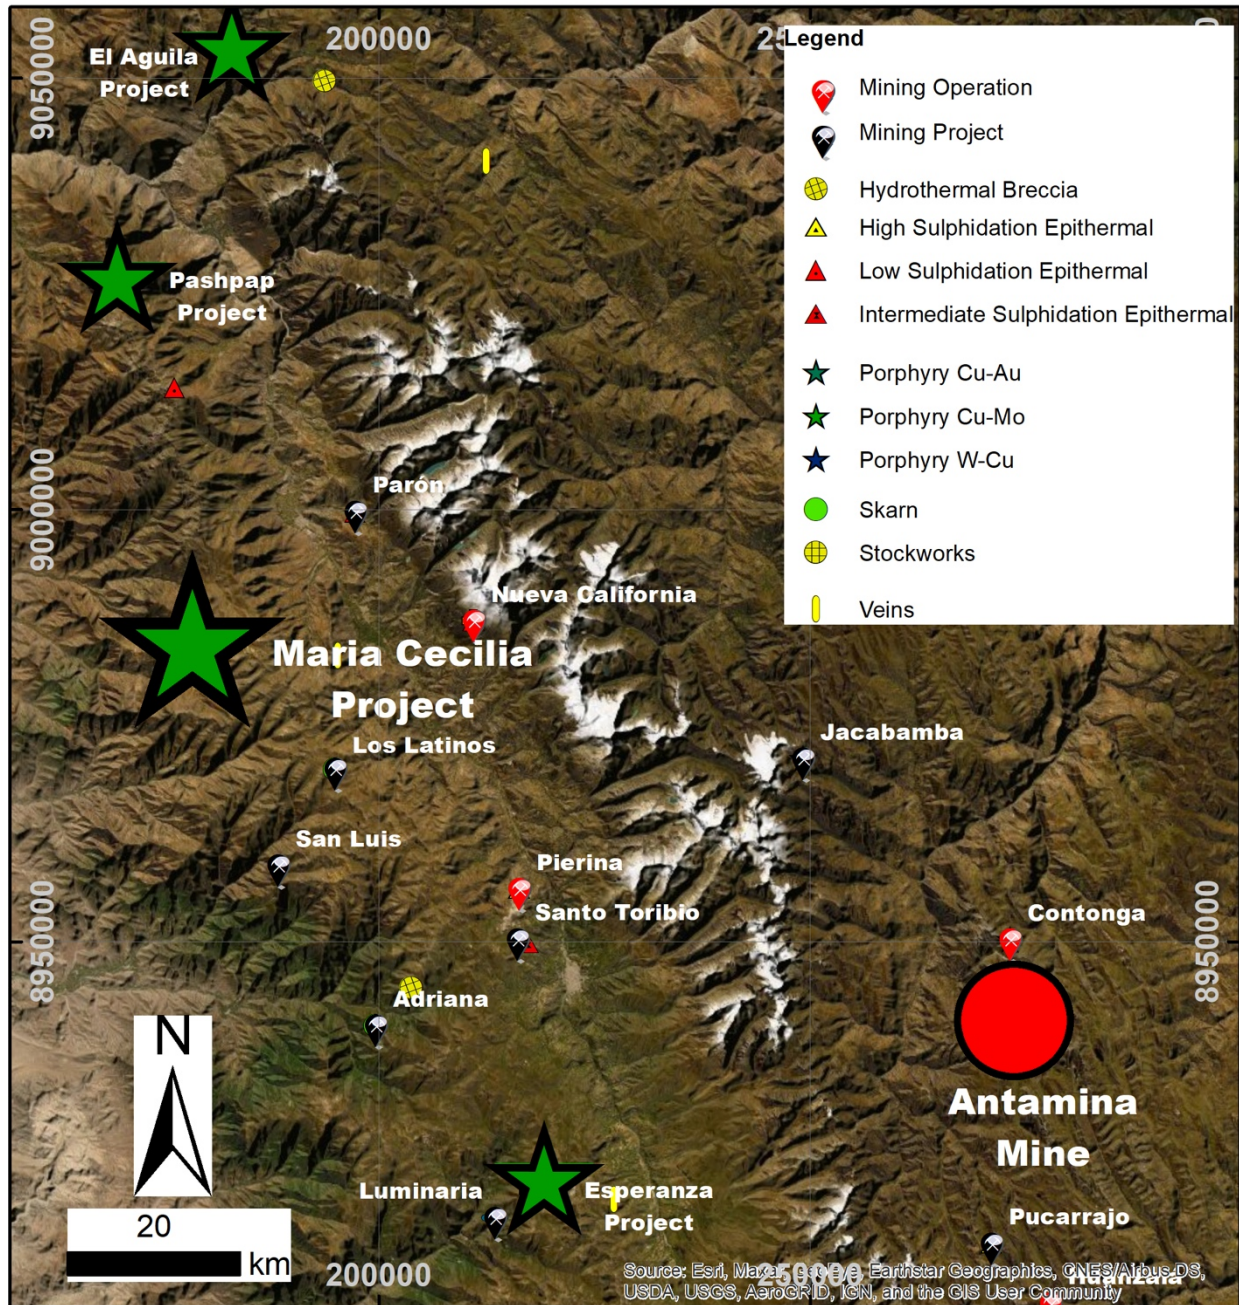 200000
Legend
Mining Operation
Mining Project
Hydrothermal Breccia
High Sulphidation Epithermal
Low Sulphidation Epithermal
Intermediate Sulphidation Epithermal
Porphyry Cu-Au
Porphyry Cu-Mo
Porphyry W-Cu
Skarn
Stockworks
Veins
9050000
El Aguila
Project
Pashpap
Project
9000000
Parón
Nueva California
Maria Cecilia
Project
Los Latinos
Jacabamba
San Luis
Pierina
Santo Toribio
Contonga
8950000
8950000
Adriana
N
Antamina
Mine
Luminaria
Esperanza
Project
Pucarrajo
20
km
200000
250000
Huanzala
Source: Esri, Maxar, GeoEye, Earthstar Geographics, CNES/Airbus DS,
USDA, USGS, AeroGRID, IGN, and the GIS User Community